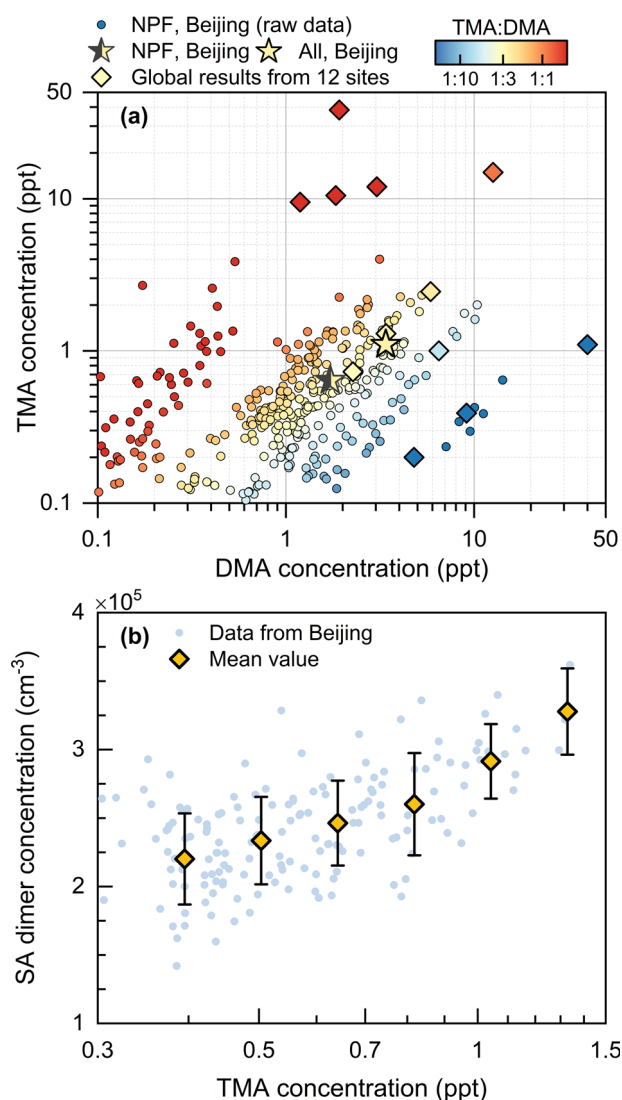 NPF, Beijing (raw data)
NPF, Beijing All, Beijing
Global results from 12 sites
TMA:DMA
1:10 1:3 1:1
(a)
50
10
1
0.1
TMA concentration (ppt)
0.1 1 10 50
DMA concentration (ppt)
×10⁵
(b)
Data from Beijing
Mean value
4
3
2
1
SA dimer concentration (cm⁻³)
0.3 0.5 0.7 1 1.5
TMA concentration (ppt)